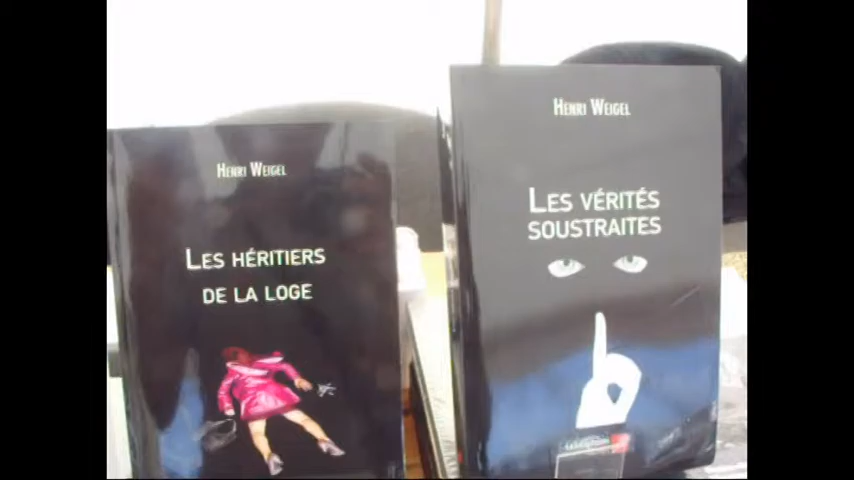 Henri Weigel
Les héritiers
de la loge
Henri Weigel
Les vérités
soustraites